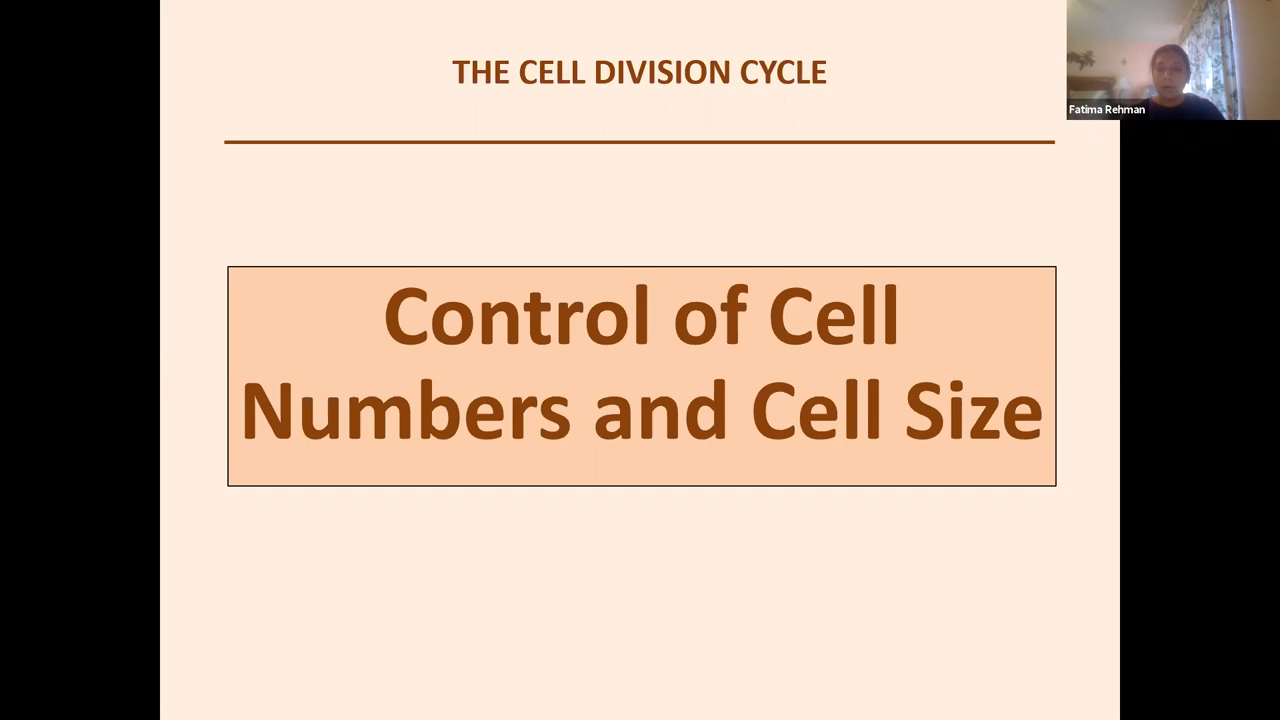 THE CELL DIVISION CYCLE
Fatima Rehman
Control of Cell
Numbers and Cell Size